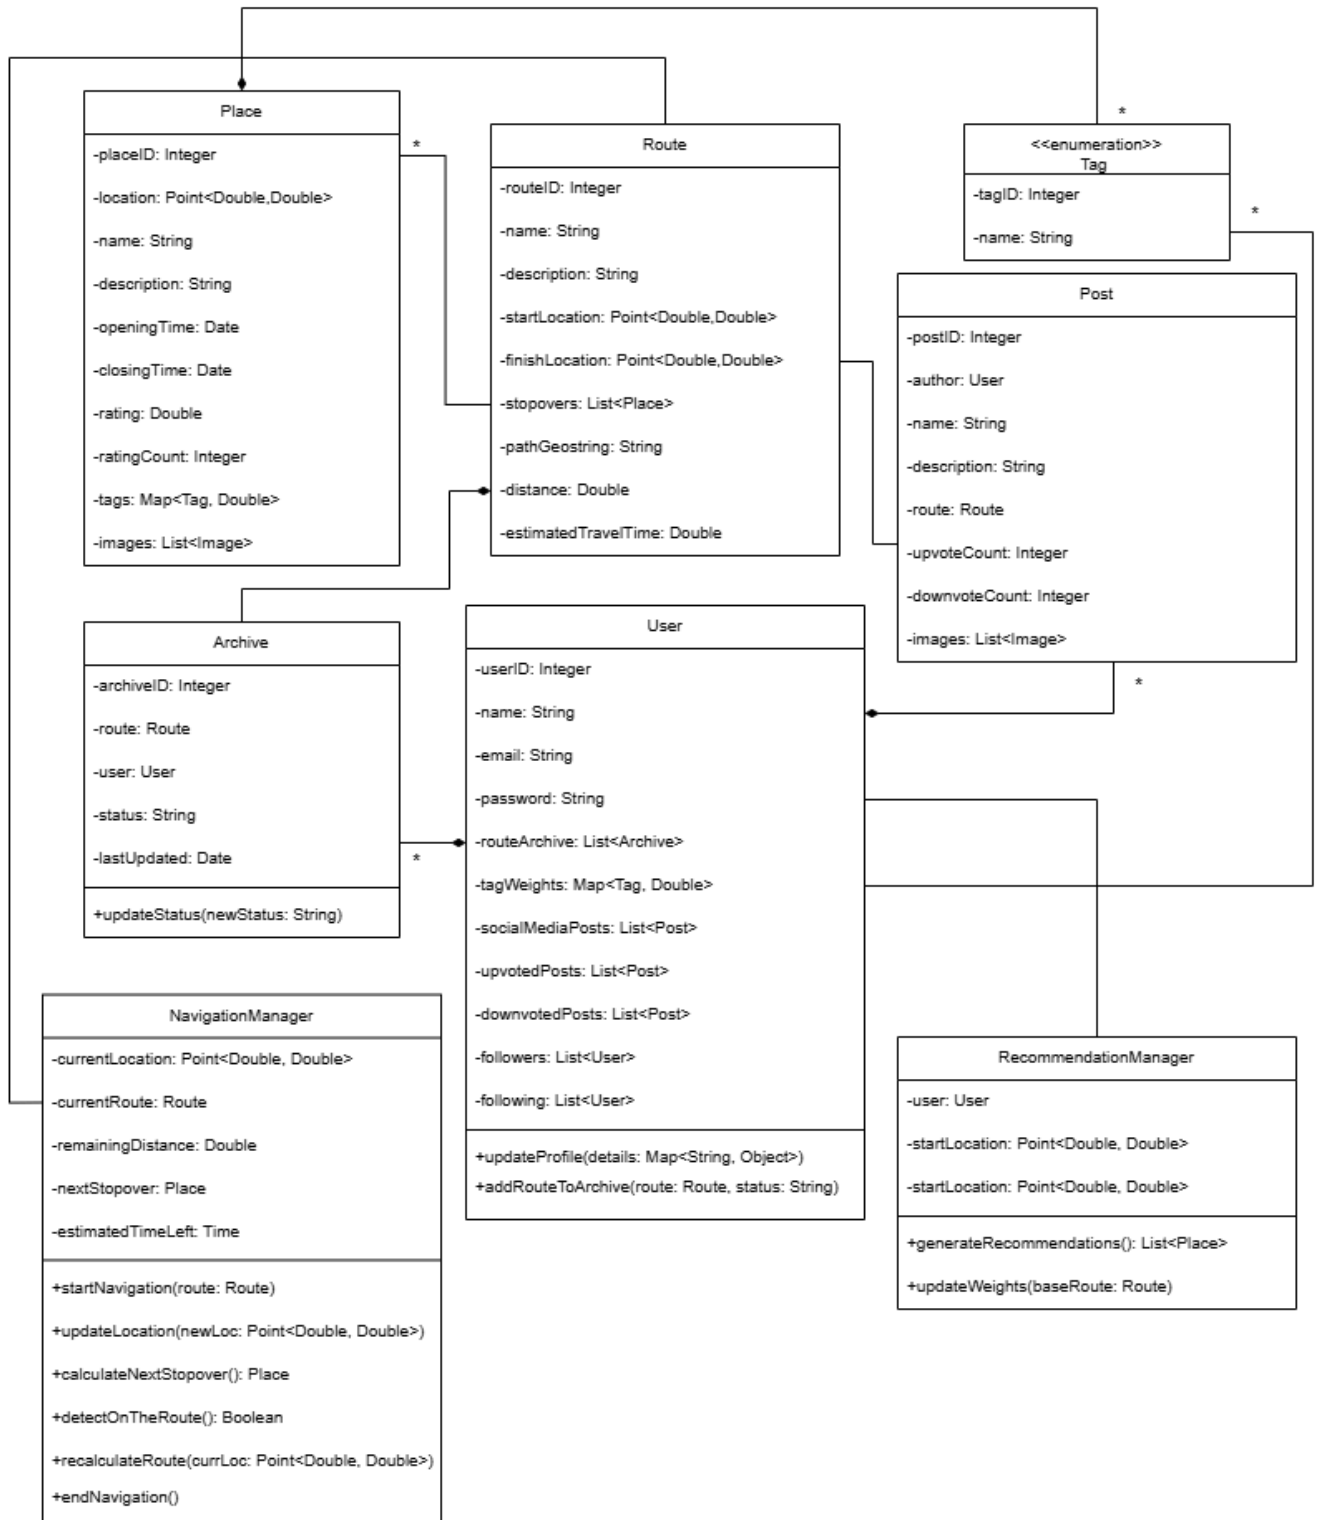 Place
-placeID: Integer
-location: Point<Double,Double>
-name: String
-description: String
-openingTime: Date
-closingTime: Date
-rating: Double
-ratingCount: Integer
-tags: Map<Tag, Double>
-images: List<Image>
*
Route
-routeID: Integer
-name: String
-description: String
-startLocation: Point<Double,Double>
-finishLocation: Point<Double,Double>
-stopovers: List<Place>
-pathGeostring: String
-distance: Double
-estimatedTravelTime: Double
*
<<enumeration>>
Tag
-tagID: Integer
-name: String
*
Post
-postID: Integer
-author: User
-name: String
-description: String
-route: Route
-upvoteCount: Integer
-downvoteCount: Integer
-images: List<Image>
*
Archive
-archiveID: Integer
-route: Route
-user: User
-status: String
-lastUpdated: Date
+updateStatus(newStatus: String)
*
User
-userID: Integer
-name: String
-email: String
-password: String
-routeArchive: List<Archive>
-tagWeights: Map<Tag, Double>
-socialMediaPosts: List<Post>
-upvotedPosts: List<Post>
-downvotedPosts: List<Post>
-followers: List<User>
-following: List<User>
+updateProfile(details: Map<String, Object>)
+addRouteToArchive(route: Route, status: String)
NavigationManager
-currentLocation: Point<Double, Double>
-currentRoute: Route
-remainingDistance: Double
-nextStopover: Place
-estimatedTimeLeft: Time
+startNavigation(route: Route)
+updateLocation(newLoc: Point<Double, Double>)
+calculateNextStopover(): Place
+detectOnTheRoute(): Boolean
+recalculateRoute(currLoc: Point<Double, Double>)
+endNavigation()
RecommendationManager
-user: User
-startLocation: Point<Double, Double>
-startLocation: Point<Double, Double>
+generateRecommendations(): List<Place>
+updateWeights(baseRoute: Route)